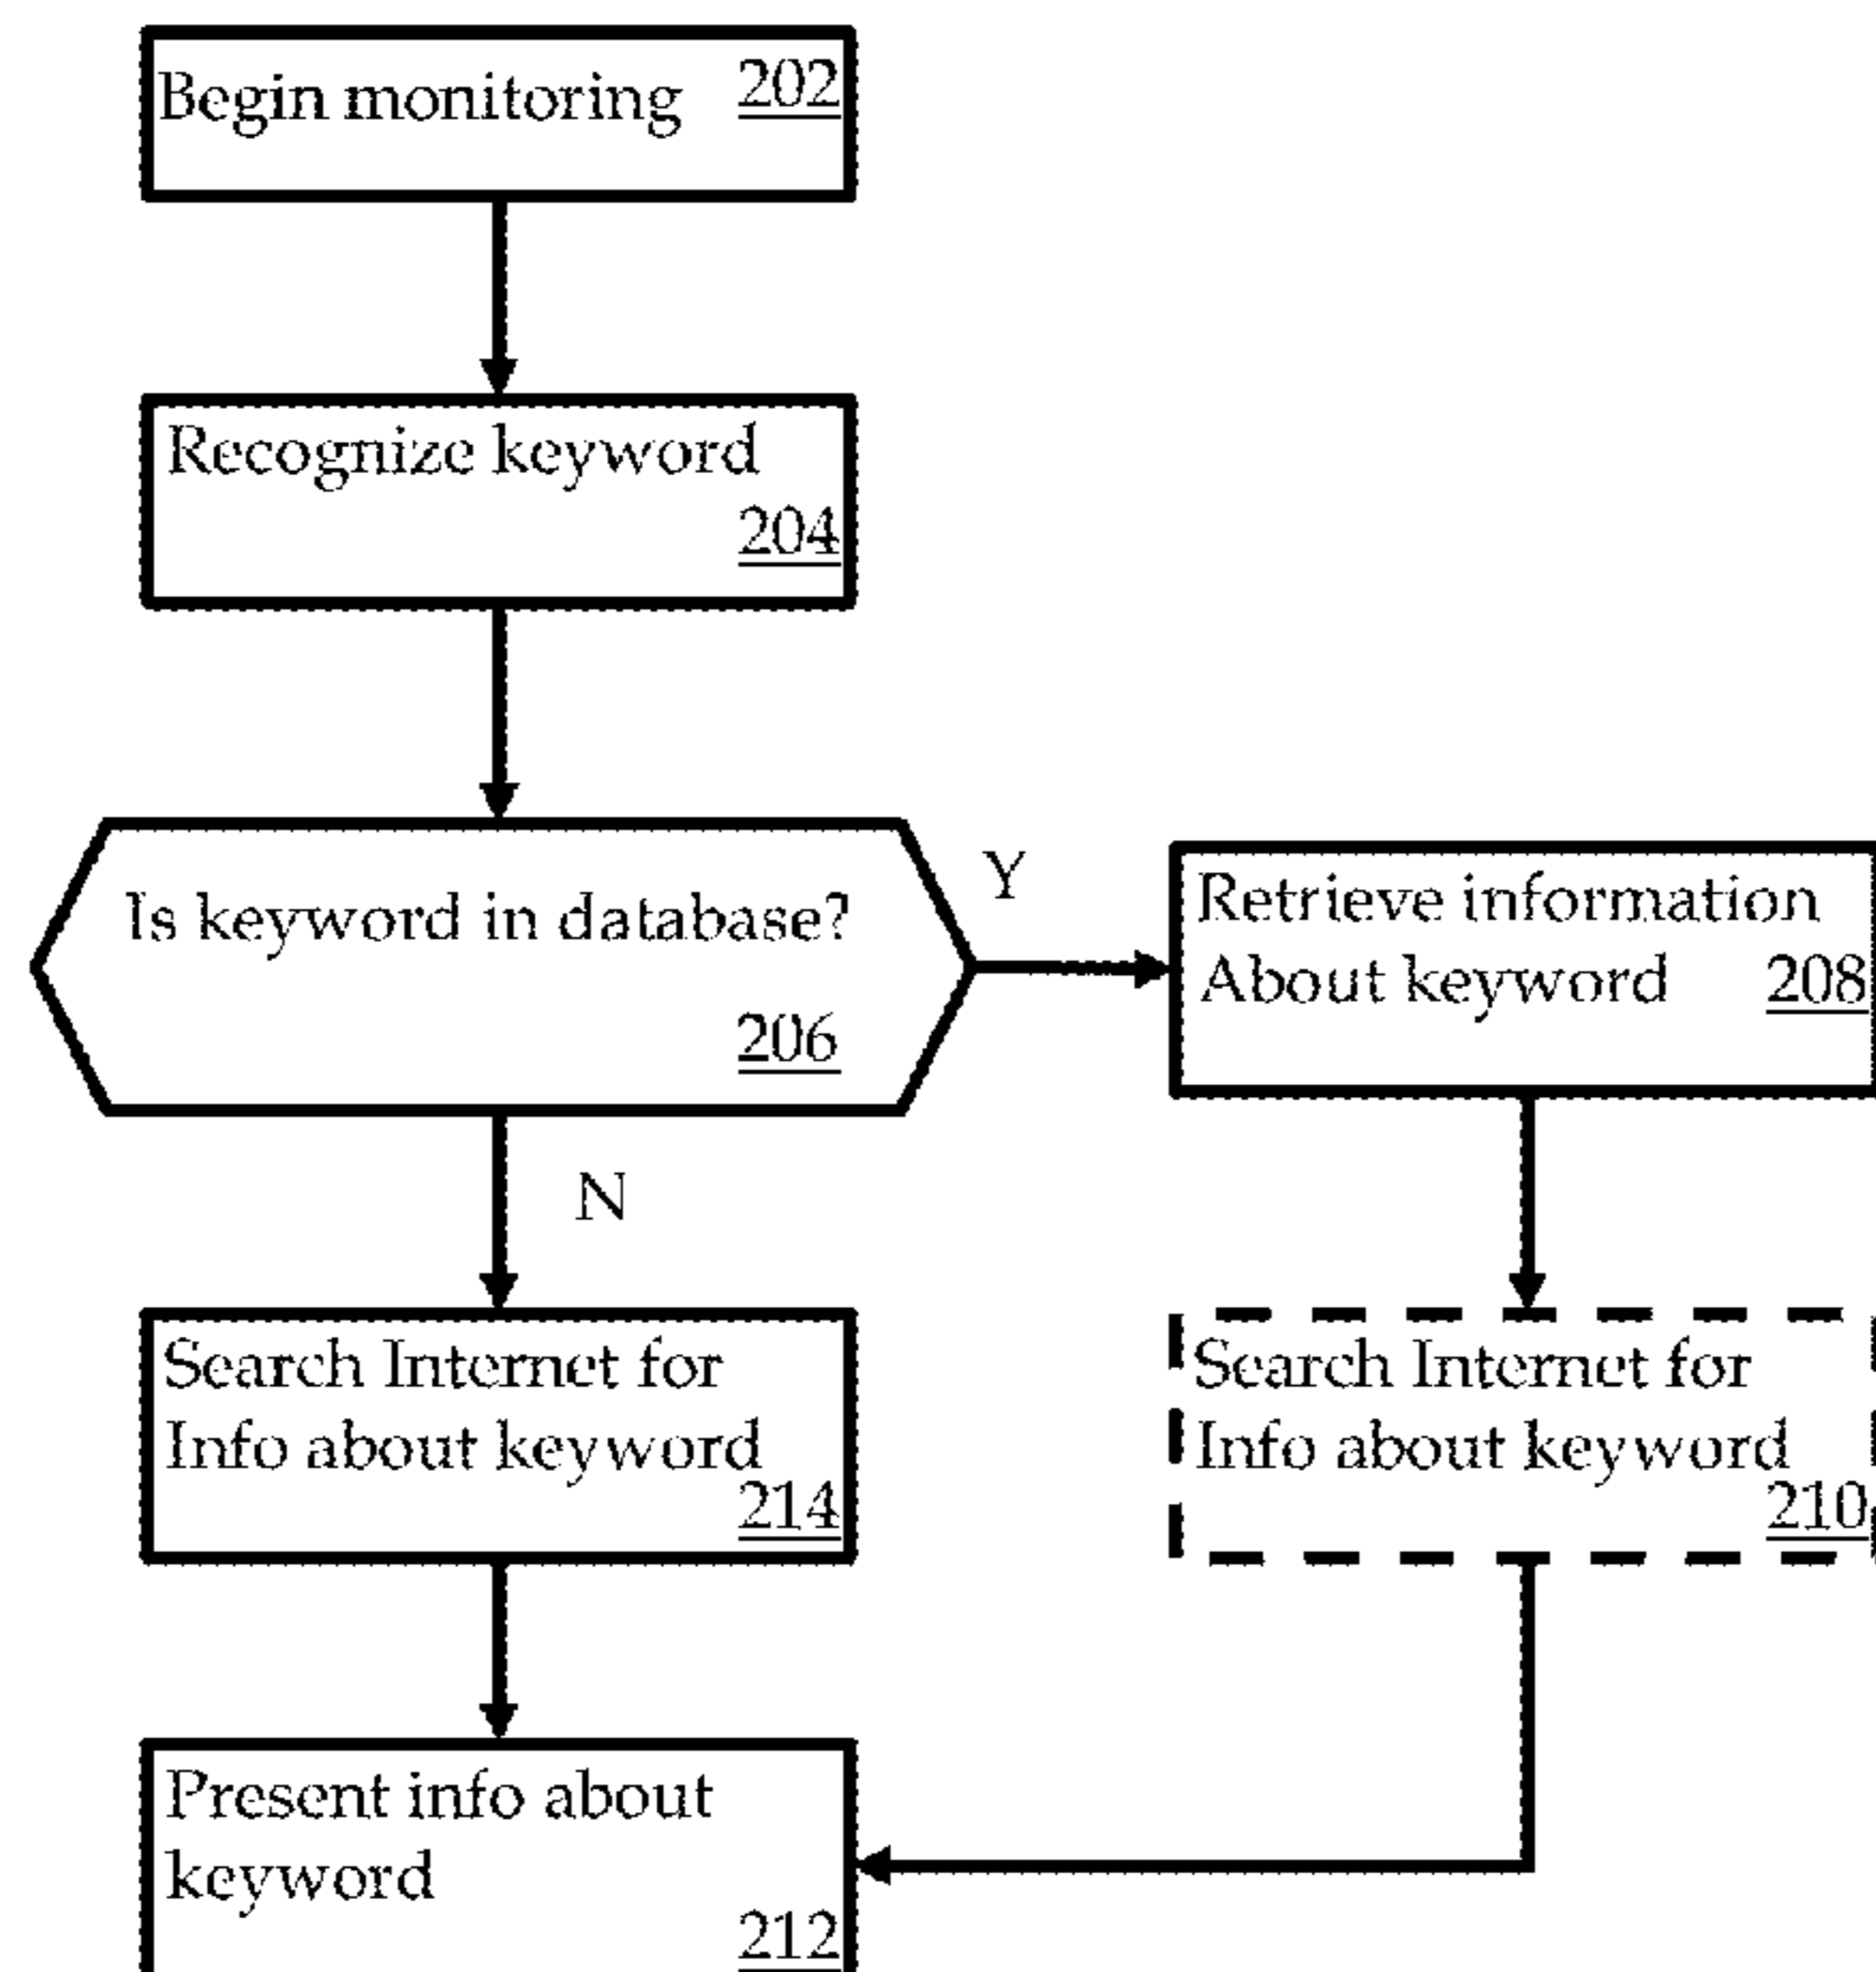 Begin monitoring 202
Recognize keyword
204
Is keyword in database?
206
Y
Retrieve information
About keyword 208
N
Search Internet for
Info about keyword
214
Search Internet for
Info about keyword
210
Present info about
keyword
212